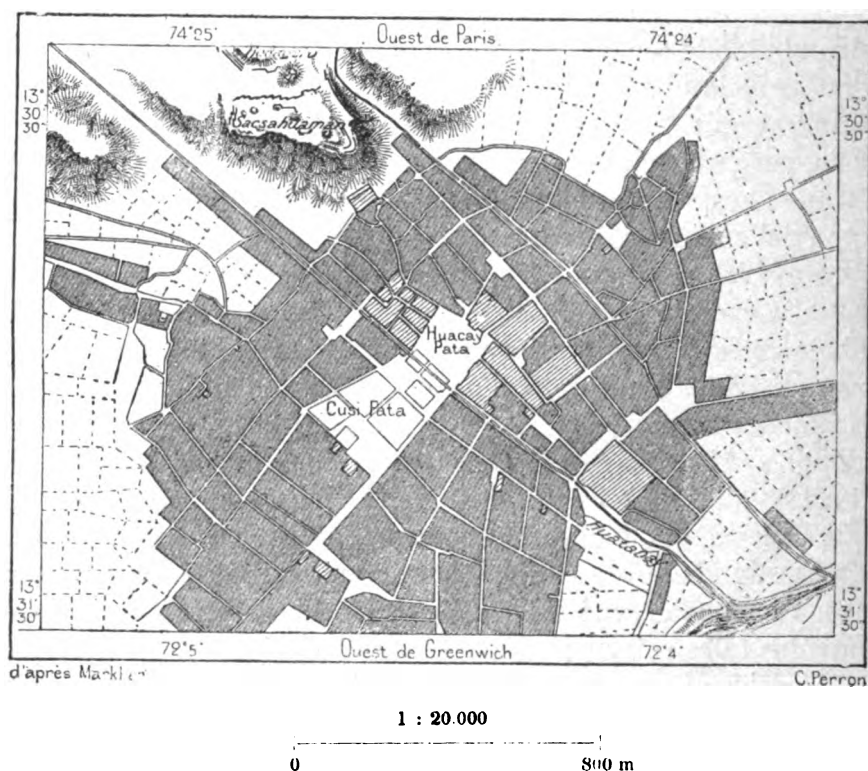 74°25' Ouest de Paris 74°24'
13° 30' 30"
13° 30' 30"
Sacsahuaman
Huacay Pata
Cusi Pata
13° 31' 30"
13° 31' 30"
72°5' Ouest de Greenwich 72°4'
d'après C.Perron
1 : 20.000
0 800 m